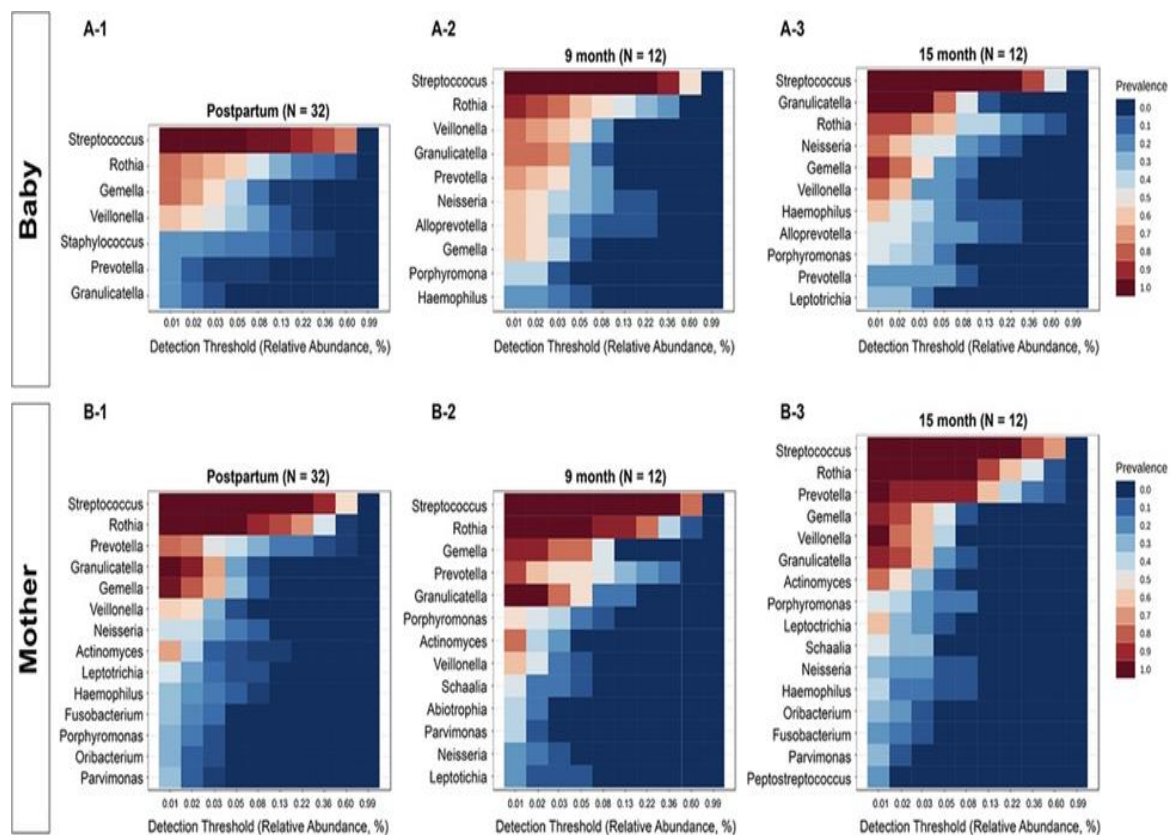 Baby
A-1
Postpartum (N = 32)
Streptococcus
Rothia
Gemella
Veillonella
Staphylococcus
Prevotella
Granulicatella
0.01 0.02 0.03 0.05 0.08 0.13 0.22 0.36 0.60 0.99
Detection Threshold (Relative Abundance, %)
A-2
9 month (N = 12)
Streptoccocus
Rothia
Veillonella
Granulicatella
Prevotella
Neisseria
Alloprevotella
Gemella
Porphyromona
Haemophilus
0.01 0.02 0.03 0.05 0.08 0.13 0.22 0.36 0.60 0.99
Detection Threshold (Relative Abundance, %)
A-3
15 month (N = 12)
Streptococcus
Granulicatella
Rothia
Neisseria
Gemella
Veillonella
Haemophilus
Alloprevotella
Porphyromonas
Prevotella
Leptotrichia
0.01 0.02 0.03 0.05 0.08 0.13 0.22 0.36 0.60 0.99
Detection Threshold (Relative Abundance, %)
Prevalence
0.0
0.1
0.2
0.3
0.4
0.5
0.6
0.7
0.8
0.9
1.0
Mother
B-1
Postpartum (N = 32)
Streptococcus
Rothia
Prevotella
Granulicatella
Gemella
Veillonella
Neisseria
Actinomyces
Leptotrichia
Haemophilus
Fusobacterium
Porphyromonas
Oribacterium
Parvimonas
0.01 0.02 0.03 0.05 0.08 0.13 0.22 0.36 0.60 0.99
Detection Threshold (Relative Abundance, %)
B-2
9 month (N = 12)
Streptococcus
Rothia
Gemella
Prevotella
Granulicatella
Porphyromonas
Actinomyces
Veillonella
Schaalia
Abiotrophia
Parvimonas
Neisseria
Leptotichia
0.01 0.02 0.03 0.05 0.08 0.13 0.22 0.36 0.60 0.99
Detection Threshold (Relative Abundance, %)
B-3
15 month (N = 12)
Streptococcus
Rothia
Prevotella
Gemella
Veillonella
Granulicatella
Actinomyces
Porphyromonas
Leptoctrichia
Schaalia
Neisseria
Haemophilus
Oribacterium
Fusobacterium
Parvimonas
Peptostreptococcus
0.01 0.02 0.03 0.05 0.08 0.13 0.22 0.36 0.60 0.99
Detection Threshold (Relative Abundance, %)
Prevalence
0.0
0.1
0.2
0.3
0.4
0.5
0.6
0.7
0.8
0.9
1.0